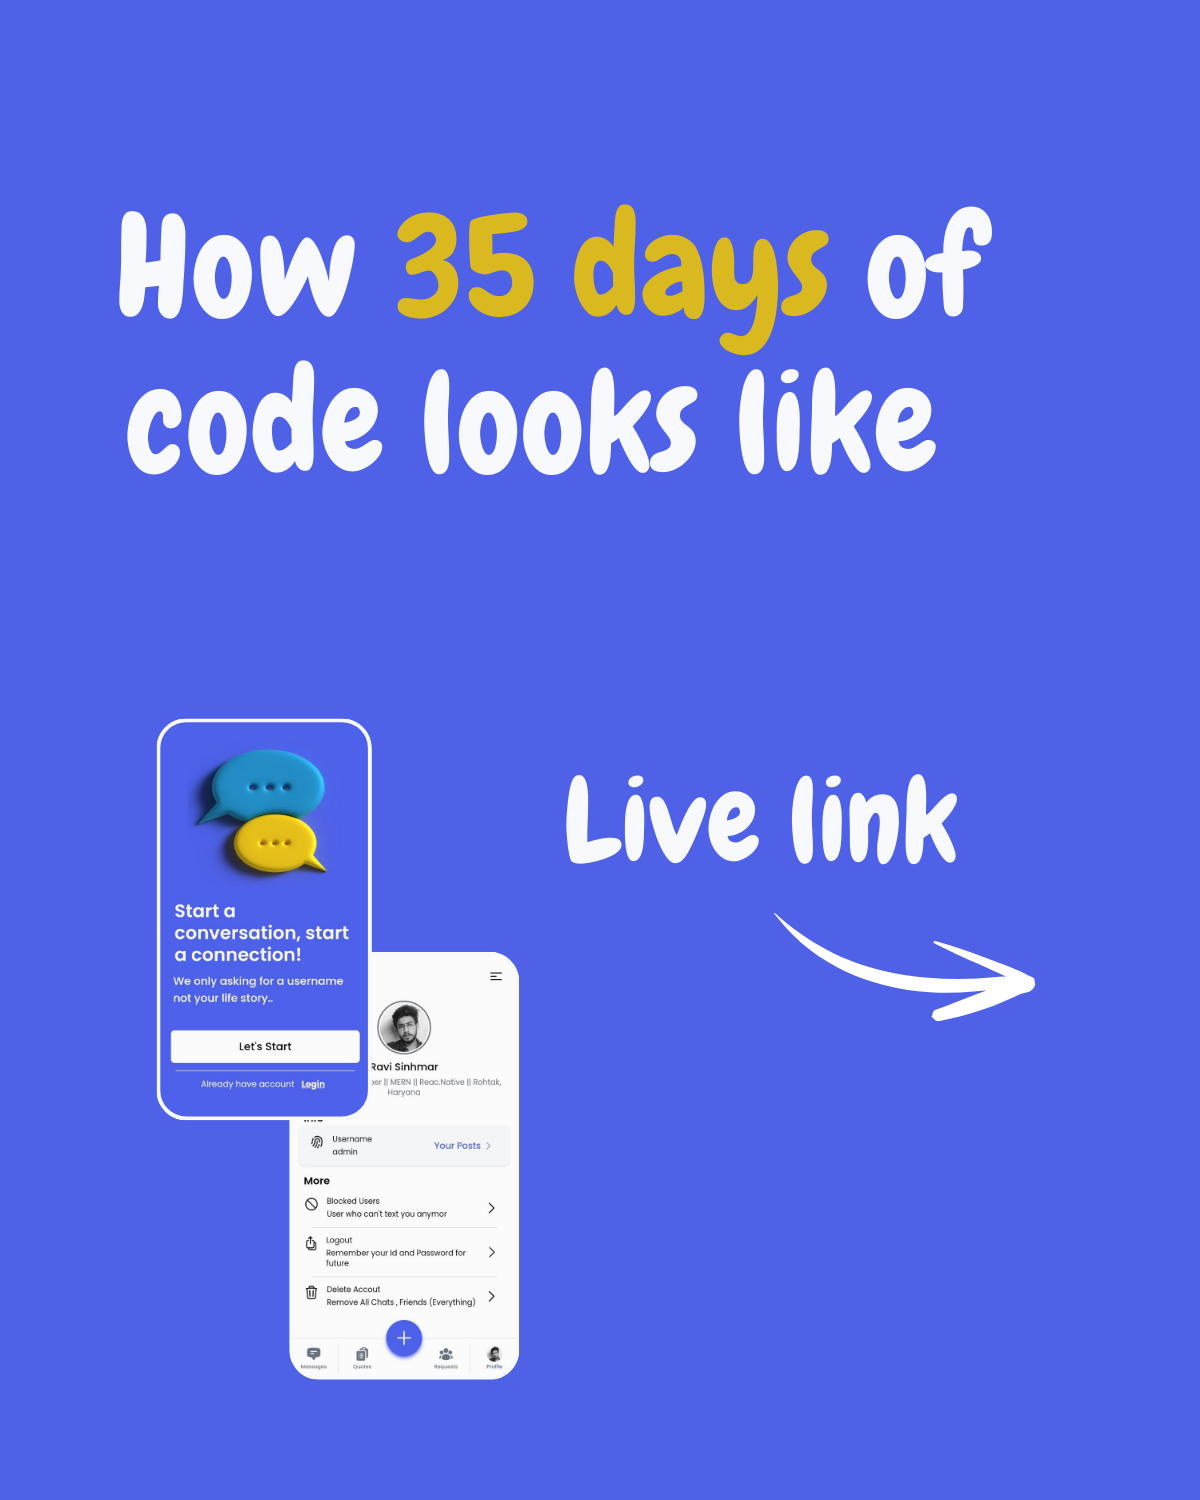 How 35 days of
code looks like
Live link
Start a
conversation, start
a connection!
We only asking for a username
not your life story..
Let's Start
Already have account Login
Ravi Sinhmar
|| MERN || Reac.Native || Rohtak,
Haryana
Username
admin
Your Posts
More
Blocked Users
User who can't text you anymor
Logout
Remember your Id and Password for
future
Delete Accout
Remove All Chats , Friends (Everything)
Messages
Quotes
Requests
Profile